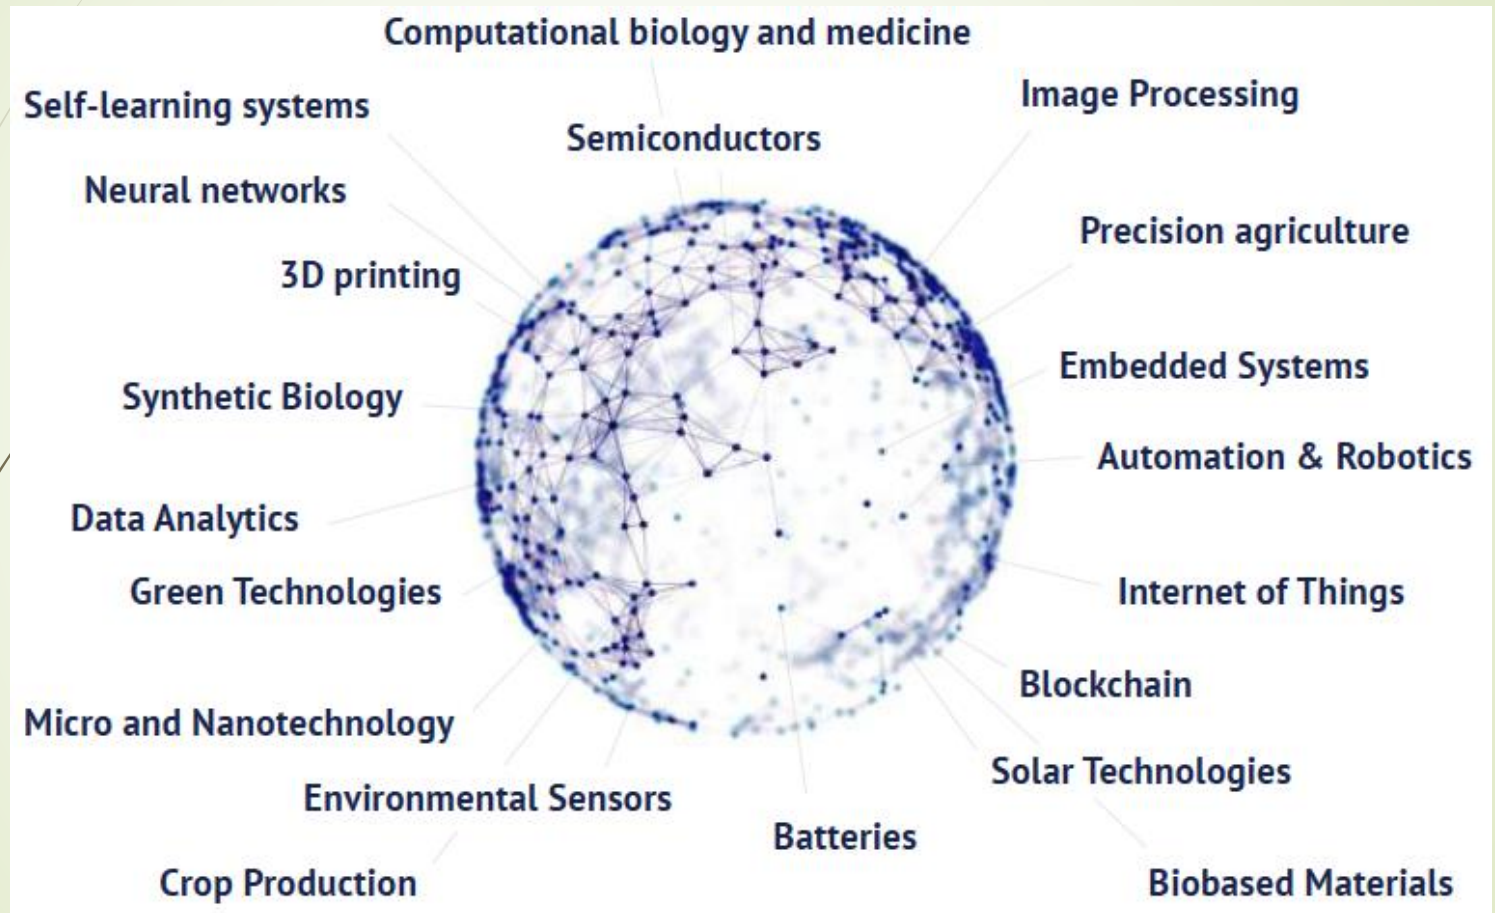 Computational biology and medicine
Image Processing
Self-learning systems
Semiconductors
Neural networks
Precision agriculture
3D printing
Embedded Systems
Synthetic Biology
Automation & Robotics
Data Analytics
Green Technologies
Internet of Things
Blockchain
Micro and Nanotechnology
Solar Technologies
Environmental Sensors
Batteries
Crop Production
Biobased Materials